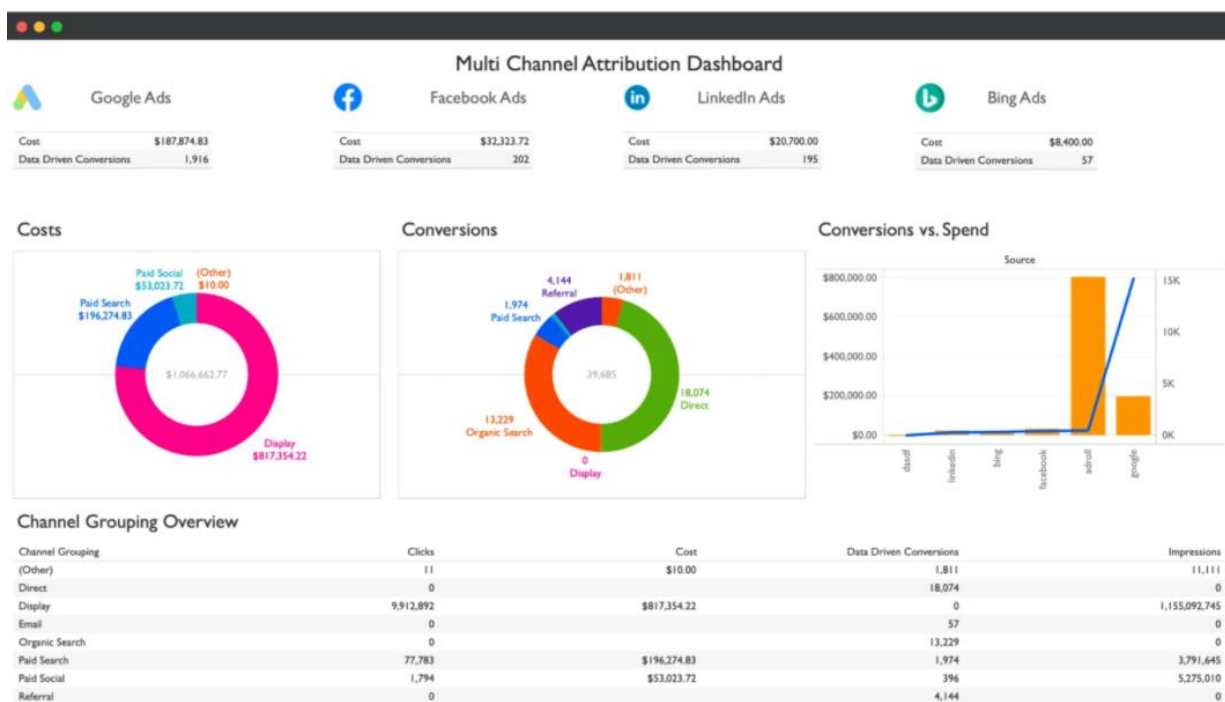 Multi Channel Attribution Dashboard
Google Ads
Facebook Ads
in
LinkedIn Ads
Bing Ads
Cost $187,874.83
Data Driven Conversions 1,916
Cost $32,323.72
Data Driven Conversions 202
Cost $20,700.00
Data Driven Conversions 195
Cost $8,400.00
Data Driven Conversions 57
Costs
Paid Social
$53,023.72
(Other)
$10.00
Paid Search
$196,274.83
$1,066,662.77
Display
$817,354.22
Conversions
4,144
Referral
1,811
(Other)
1,974
Paid Search
39,685
18,074
Direct
13,229
Organic Search
0
Display
Conversions vs. Spend
Source
$800,000.00
$600,000.00
$400,000.00
$200,000.00
$0.00
15K
10K
5K
0K
dasdf
linkedin
bing
facebook
adroll
google
Channel Grouping Overview
Channel Grouping Clicks Cost Data Driven Conversions Impressions
(Other) 11 $10.00 1,811 11,111
Direct 0 18,074 0
Display 9,912,892 $817,354.22 0 1,155,092,745
Email 0 57 0
Organic Search 0 13,229 0
Paid Search 77,783 $196,274.83 1,974 3,791,645
Paid Social 1,794 $53,023.72 396 5,275,010
Referral 0 4,144 0